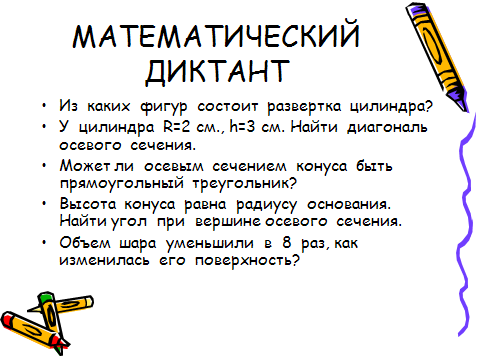 МАТЕМАТИЧЕСКИЙ
ДИКТАНТ
• Из каких фигур состоит развертка цилиндра?
• У цилиндра R=2 см., h=3 см. Найти диагональ
осевого сечения.
• Может ли осевым сечением конуса быть
прямоугольный треугольник?
• Высота конуса равна радиусу основания.
Найти угол при вершине осевого сечения.
• Объем шара уменьшили в 8 раз, как
изменилась его поверхность?